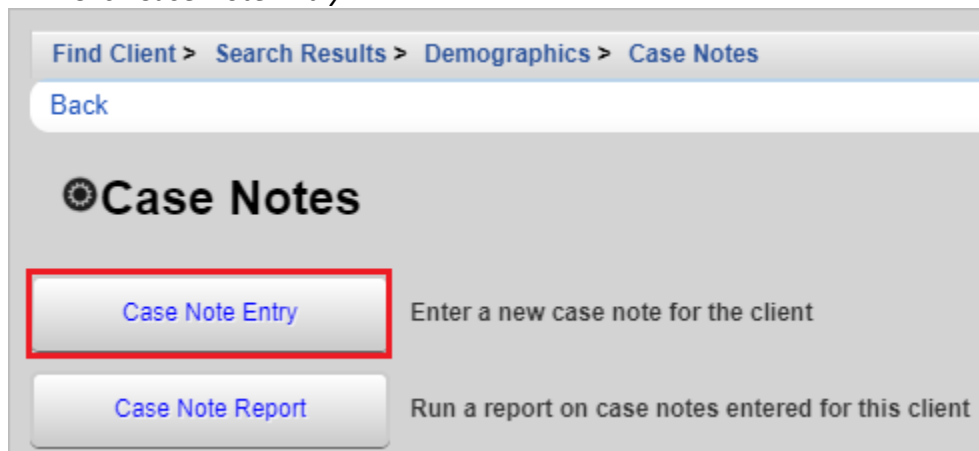 Find Client > Search Results > Demographics > Case Notes
Back
Case Notes
Case Note Entry Enter a new case note for the client
Case Note Report Run a report on case notes entered for this client